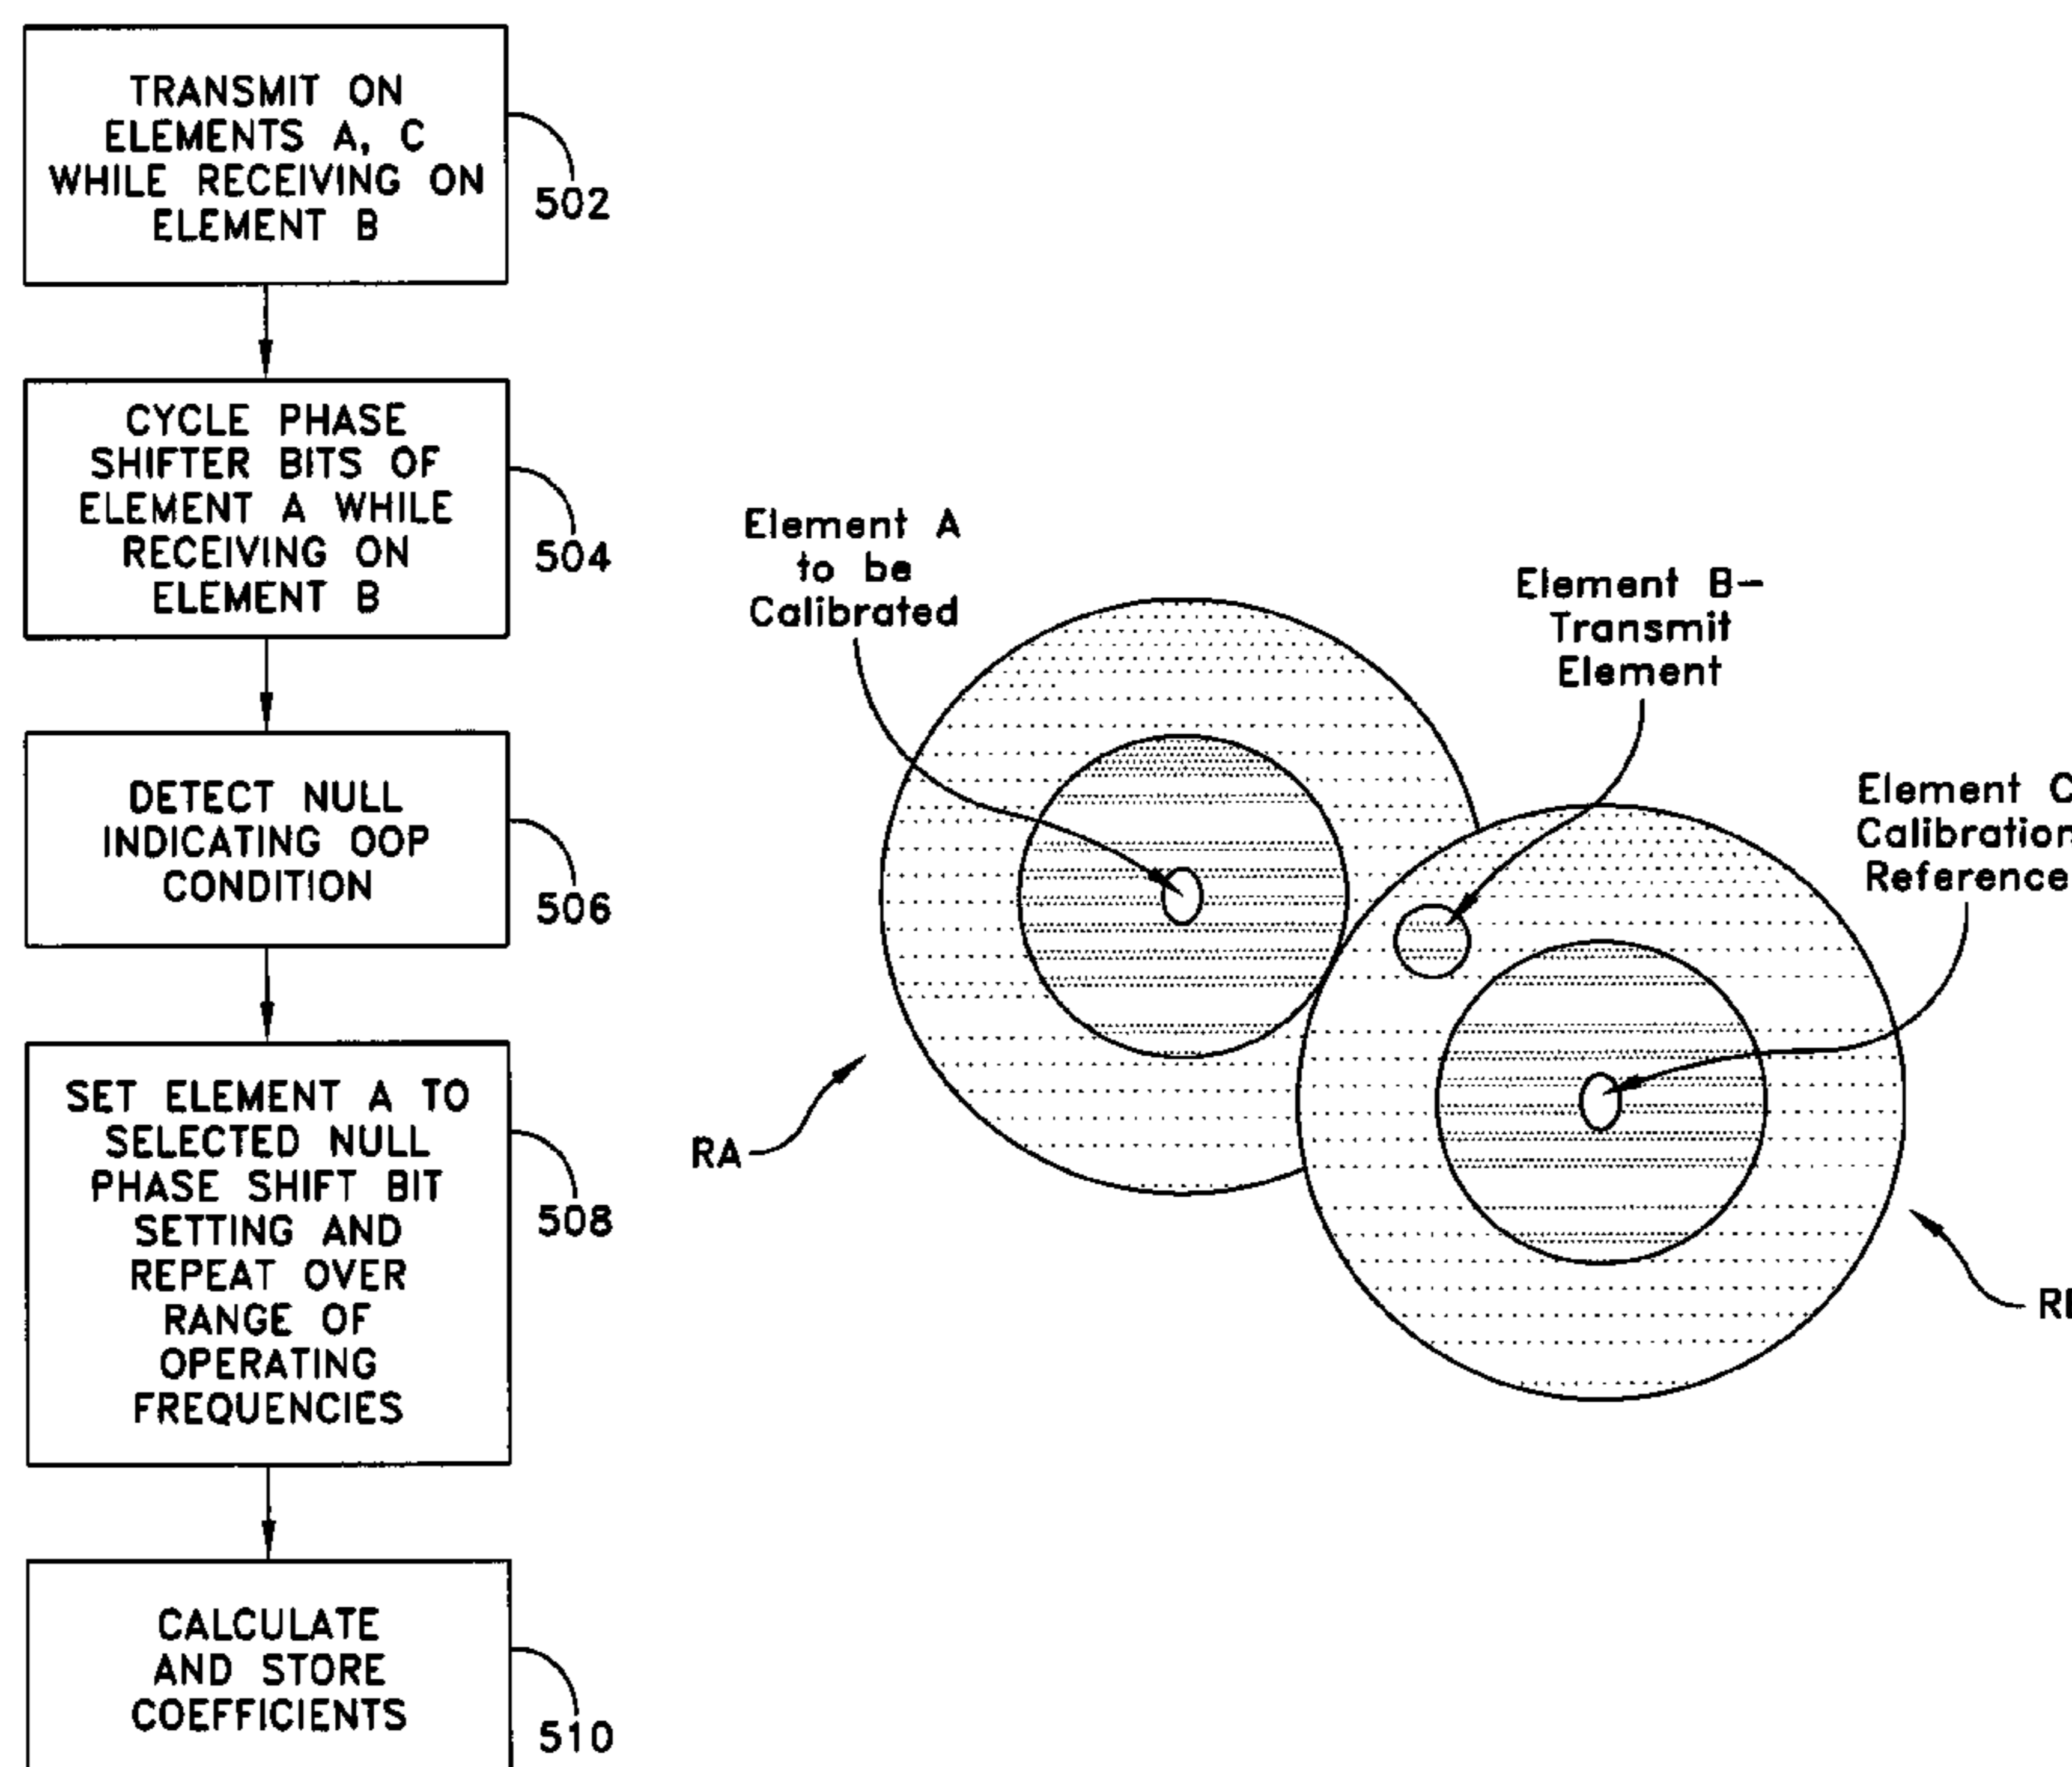 TRANSMIT ON
ELEMENTS A, C
WHILE RECEIVING ON
ELEMENT B
502
CYCLE PHASE
SHIFTER BITS OF
ELEMENT A WHILE
RECEIVING ON
ELEMENT B
504
DETECT NULL
INDICATING OOP
CONDITION
506
SET ELEMENT A TO
SELECTED NULL
PHASE SHIFT BIT
SETTING AND
REPEAT OVER
RANGE OF
OPERATING
FREQUENCIES
508
CALCULATE
AND STORE
COEFFICIENTS
510
Element A
to be
Calibrated
Element B-
Transmit
Element
Element C
Calibration
Reference
RA